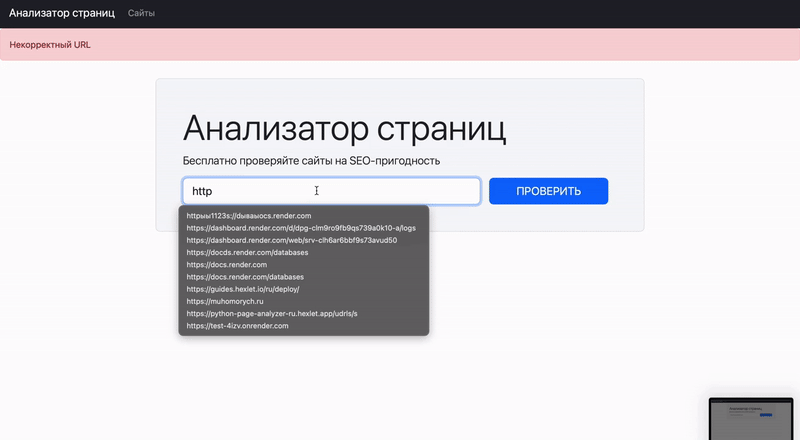 Анализатор страниц Сайты
Некорректный URL
Анализатор страниц
Бесплатно проверяйте сайты на SEO-пригодность
http ПРОВЕРИТЬ
httpмы1123s://дываыocs.render.com
https://dashboard.render.com/d/dpg-clm9ro9fb9qs739a0k10-a/logs
https://dashboard.render.com/web/srv-clh6ar6bbf9s73avud50
https://docds.render.com/databases
https://docs.render.com
https://docs.render.com/databases
https://guides.hexlet.io/ru/deploy/
https://muhomorych.ru
https://python-page-analyzer-ru.hexlet.app/udrls/s
https://test-4izv.onrender.com